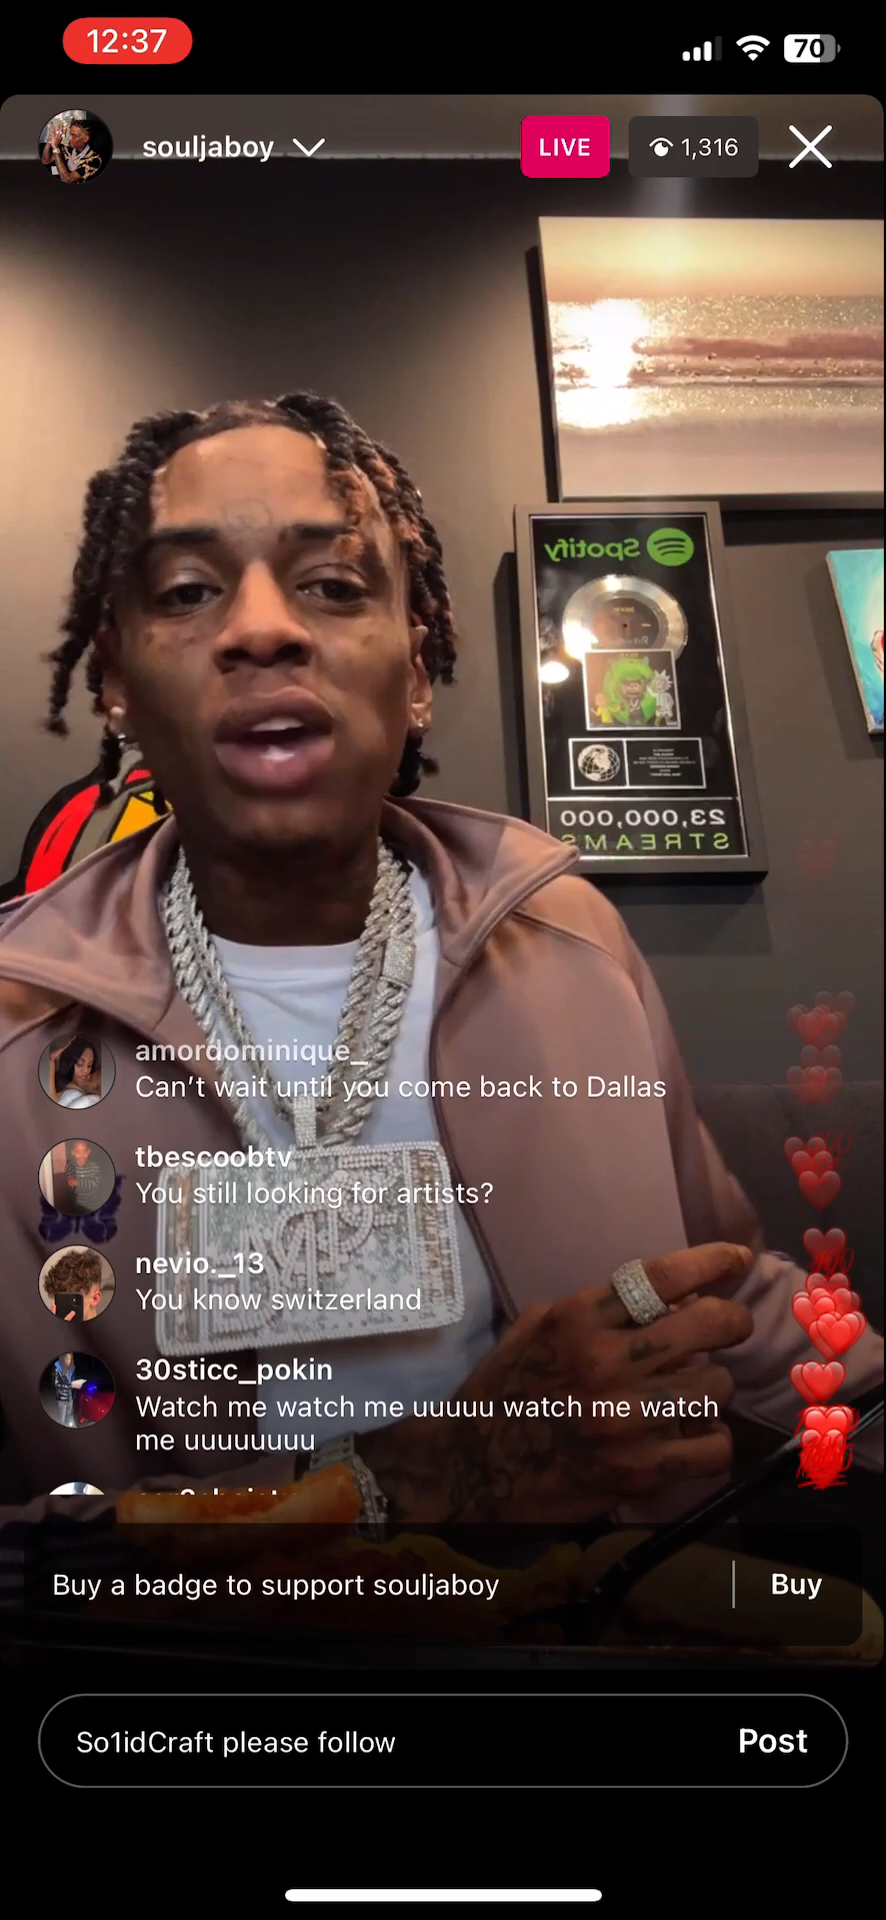 12:37
70
souljaboy
LIVE
1,316
Spotify
23,000,000
STREAMS
amordominique_
Can't wait until you come back to Dallas
tbescoobtv
You still looking for artists?
nevio._13
You know switzerland
30sticc_pokin
Watch me watch me uuuuu watch me watch
me uuuuuuuu
Buy a badge to support souljaboy
Buy
So1idCraft please follow
Post